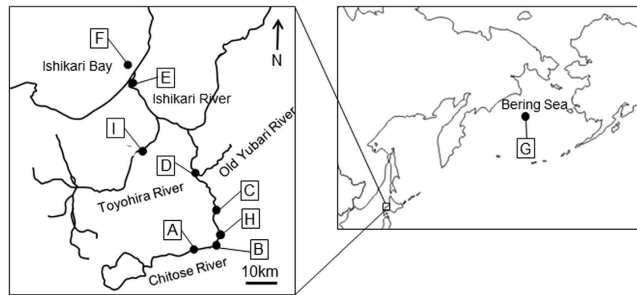 F
N
Ishikari Bay
E
Ishikari River
I
Old Yubari River
D
C
Toyohira River
H
A
B
Chitose River
10km
Bering Sea
G